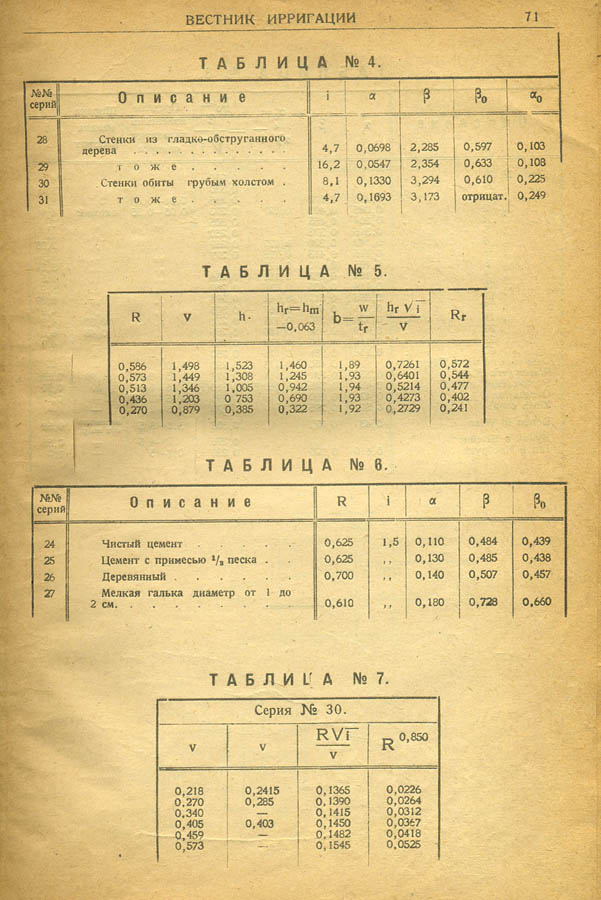 ВЕСТНИК ИРРИГАЦИИ 71
ТАБЛИЦА № 4.
№№ серий Описание i α β β₀ α₀
28 Стенки из гладко-обструганного
дерева . . . . . . . . . . . . 4,7 0,0698 2,285 0,597 0,103
29 тоже . . . . . 16,2 0,0547 2,354 0,633 0,108
30 Стенки обиты грубым холстом . 8,1 0,1330 3,294 0,610 0,225
31 тоже . . . . . 4,7 0,1693 3,173 отрицат. 0,249
ТАБЛИЦА № 5.
R v h. hr=hm —0,063 b= w/tr hr√i/v Rr
0,586 1,498 1,523 1,460 1,89 0,7261 0,572
0,573 1,449 1,308 1,245 1,93 0,6401 0,544
0,513 1,346 1,005 0,942 1,94 0,5214 0,477
0,436 1,203 0 753 0,690 1,93 0,4273 0,402
0,270 0,879 0,385 0,322 1,92 0,2729 0,241
ТАБЛИЦА № 6.
№№ серий Описание R i α β β₀
24 Чистый цемент . . . 0,625 1,5 0,110 0,484 0,439
25 Цемент с примесью песка . . 0,625 ,, 0,130 0,485 0,438
26 Деревянный . . . . . . 0,700 ,, 0,140 0,507 0,457
27 Мелкая галька диаметр от 1 до
2 см. . . . . . . . . 0,610 ,, 0,180 0,728 0,660
ТАБЛИЦА № 7.
Серия № 30.
v v R√i/v R^0,850
0,218 0,2415 0,1365 0,0226
0,270 0,285 0,1390 0,0264
0,340 — 0,1415 0,0312
0,405 0,403 0,1450 0,0367
0,459 — 0,1482 0,0418
0,573 — 0,1545 0,0525